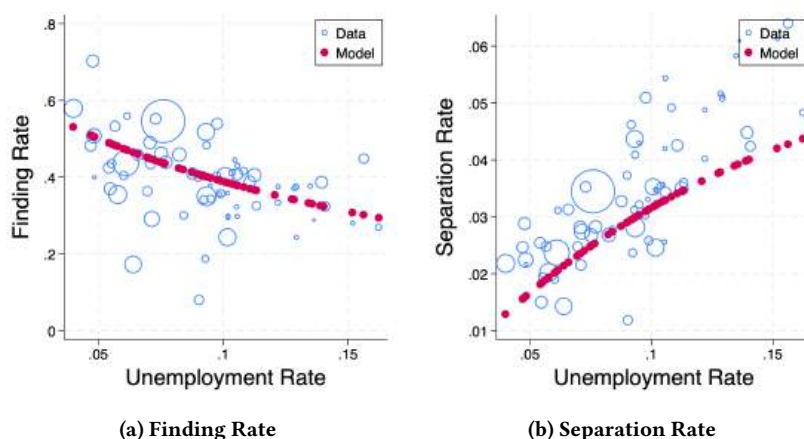 .8
.6
.4
.2
0
Finding Rate
.05
.1
.15
Unemployment Rate
Data
Model
(a) Finding Rate
.06
.05
.04
.03
.02
.01
Separation Rate
.05
.1
.15
Unemployment Rate
Data
Model
(b) Separation Rate